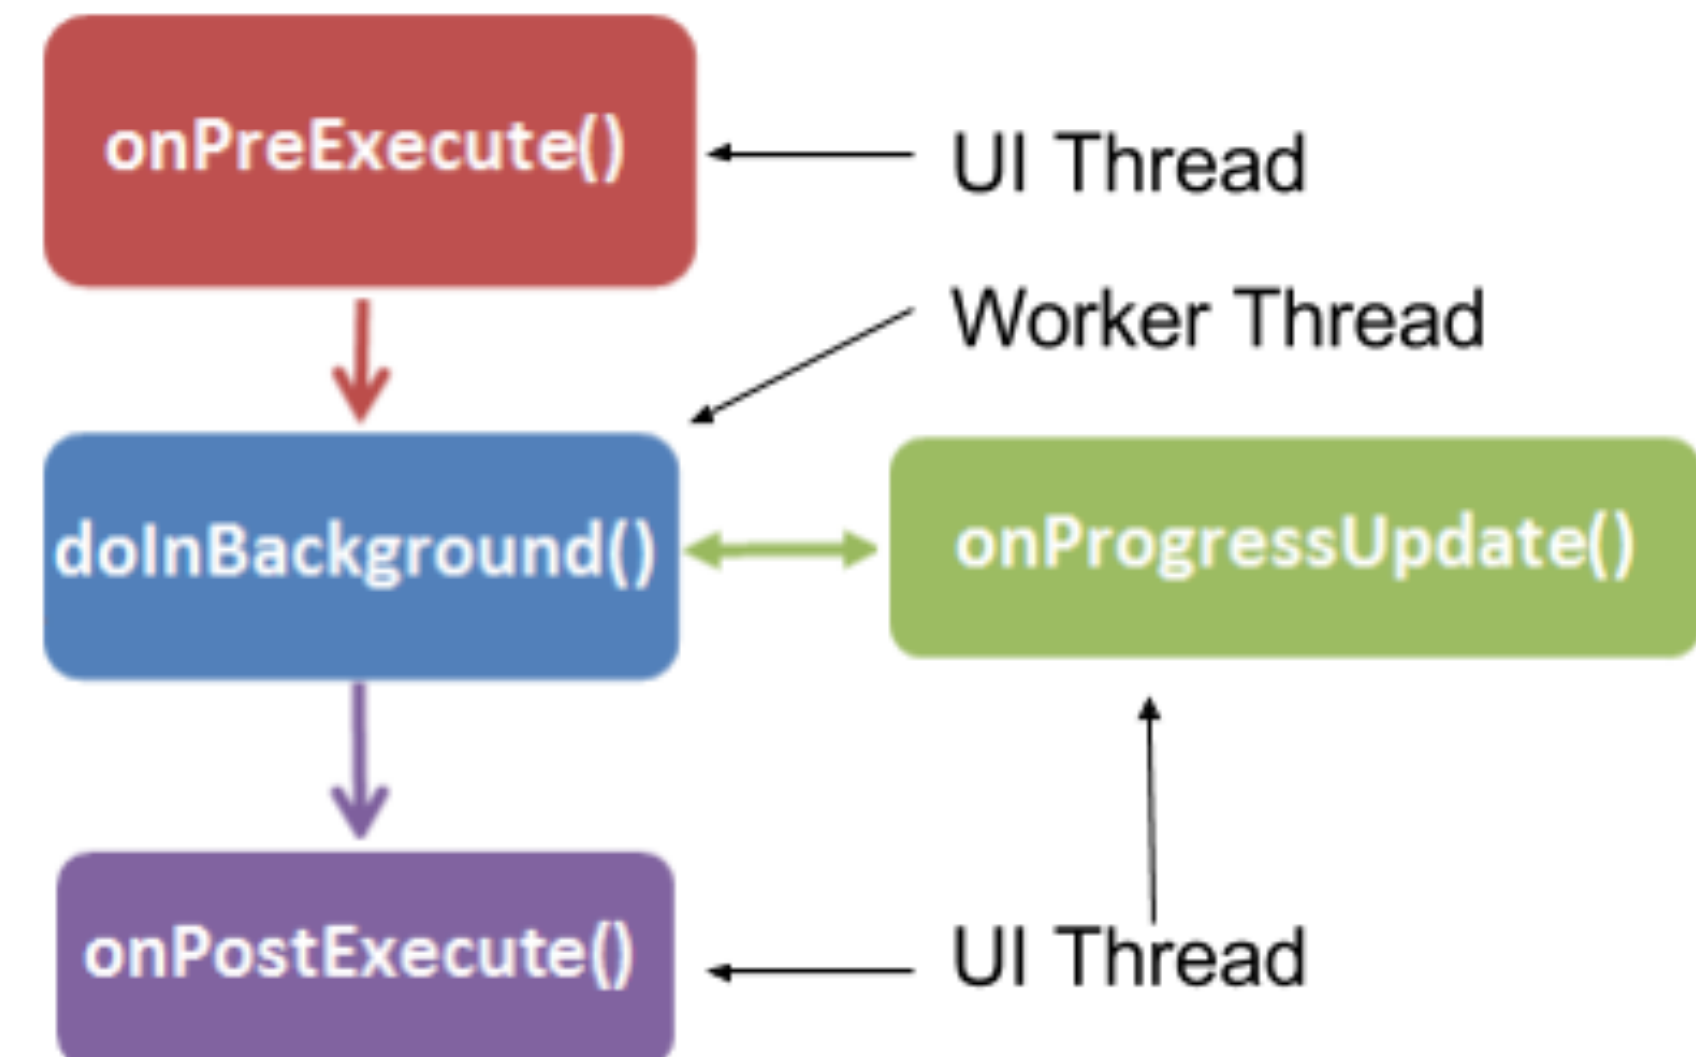 onPreExecute()
UI Thread
Worker Thread
doInBackground()
onProgressUpdate()
onPostExecute()
UI Thread